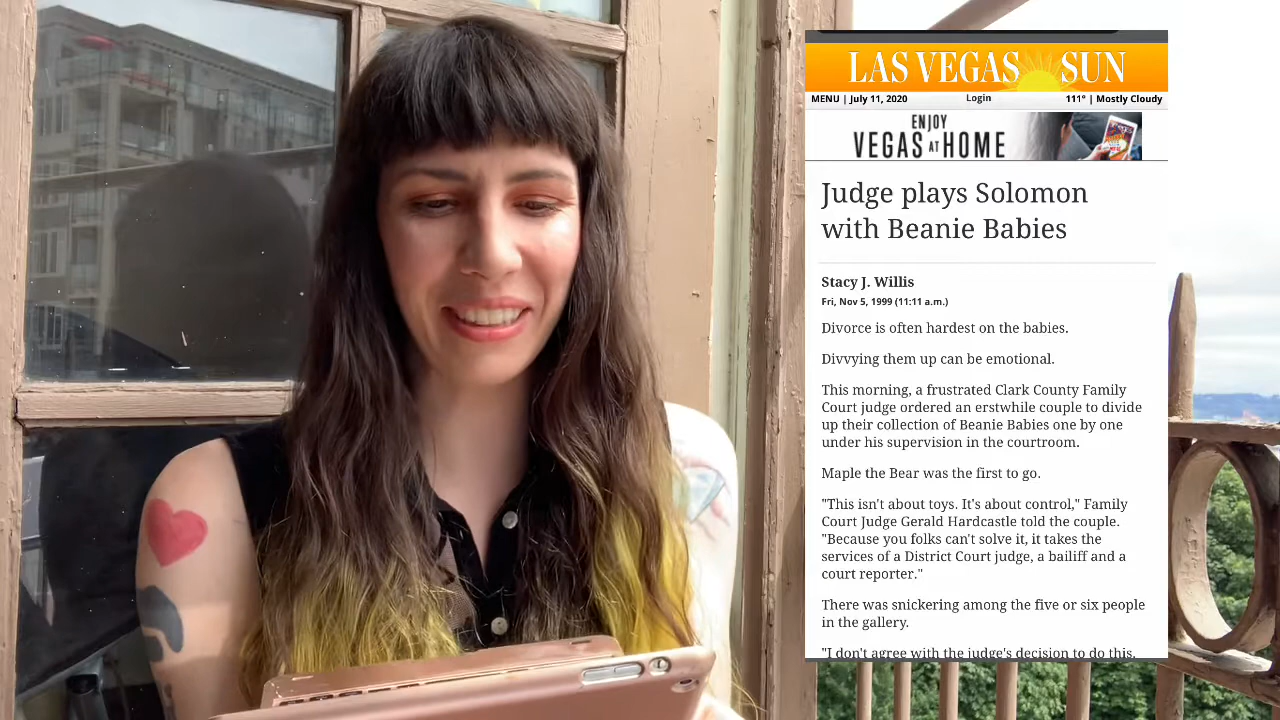 LAS VEGAS SUN
MENU | July 11, 2020 Login 111° | Mostly Cloudy
ENJOY
VEGAS AT HOME
Judge plays Solomon
with Beanie Babies
Stacy J. Willis
Fri, Nov 5, 1999 (11:11 a.m.)
Divorce is often hardest on the babies.
Divvying them up can be emotional.
This morning, a frustrated Clark County Family
Court judge ordered an erstwhile couple to divide
up their collection of Beanie Babies one by one
under his supervision in the courtroom.
Maple the Bear was the first to go.
"This isn't about toys. It's about control," Family
Court Judge Gerald Hardcastle told the couple.
"Because you folks can't solve it, it takes the
services of a District Court judge, a bailiff and a
court reporter."
There was snickering among the five or six people
in the gallery.
"I don't agree with the judge's decision to do this,